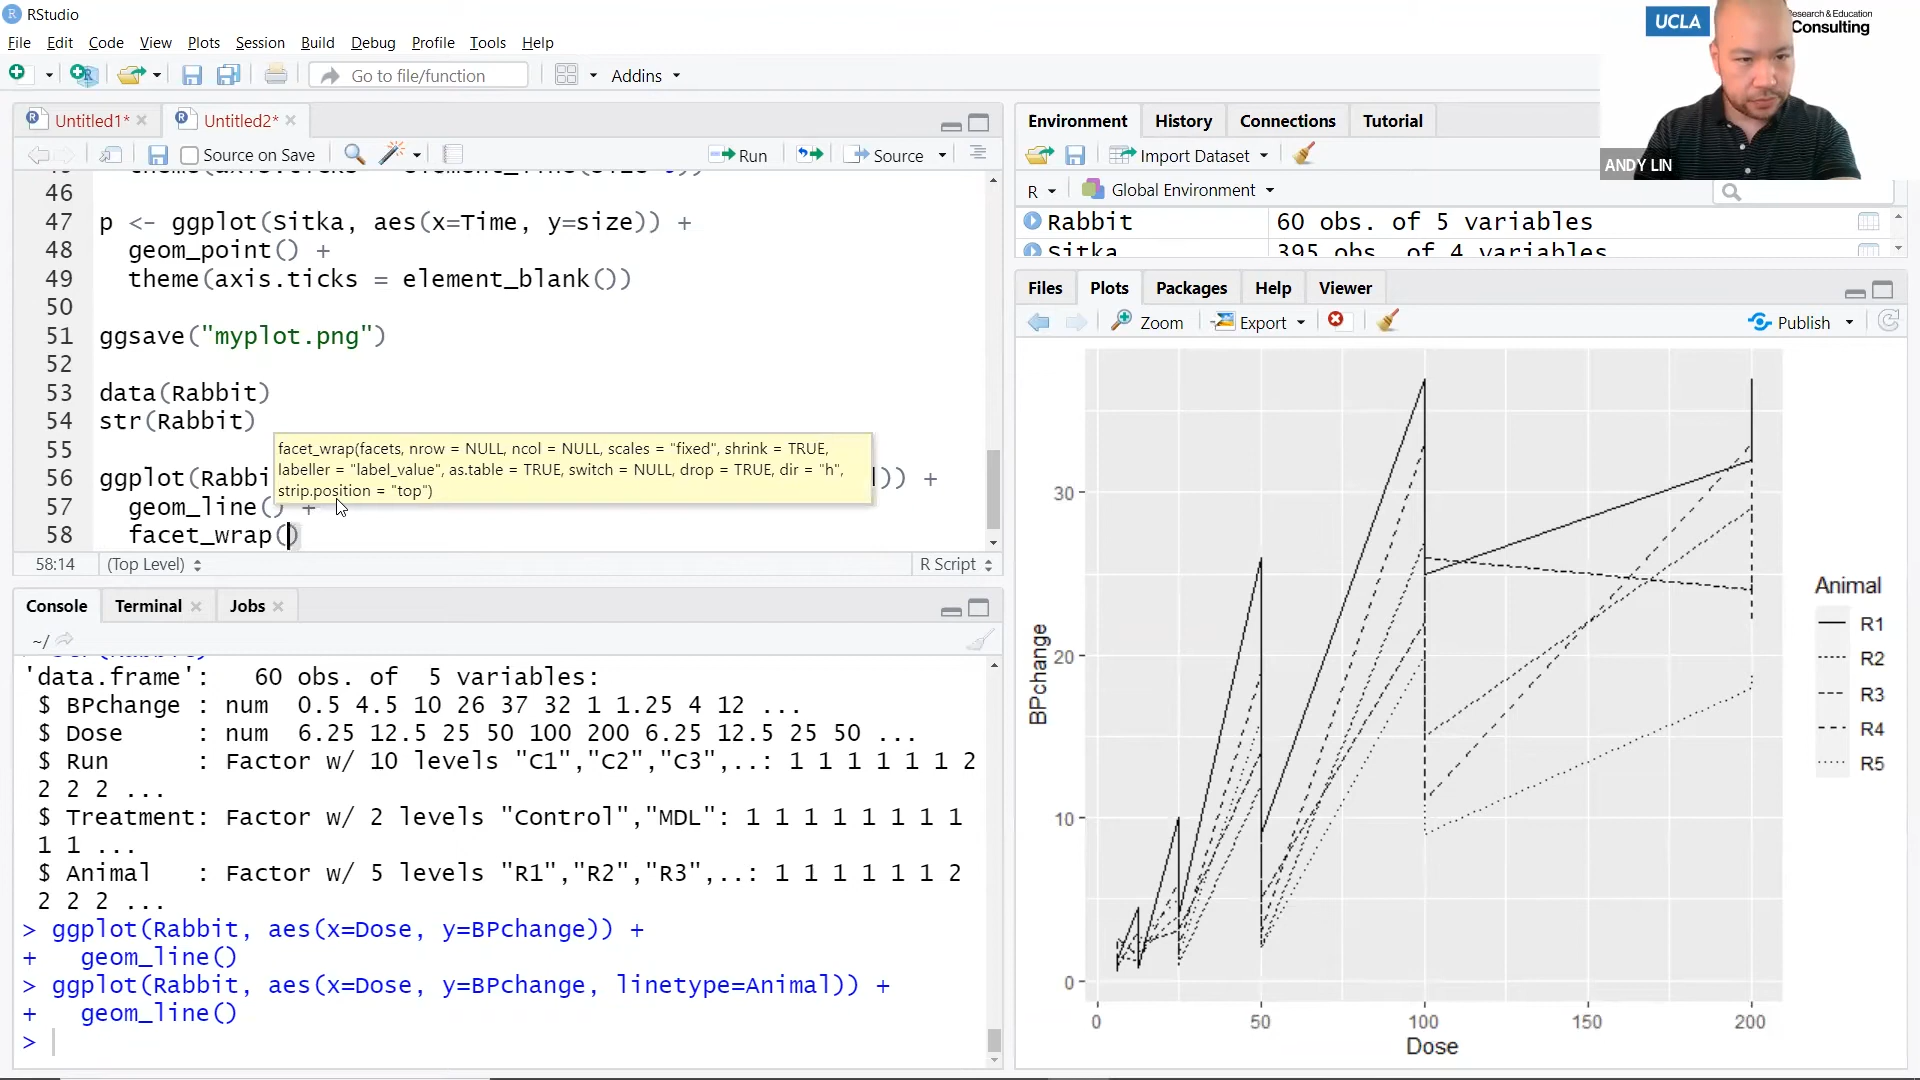 RStudio
File Edit Code View Plots Session Build Debug Profile Tools Help
Go to file/function Addins
Untitled1* Untitled2*
Source on Save Run Source
46
47 p <- ggplot(Sitka, aes(x=Time, y=size)) +
48 geom_point() +
49 theme(axis.ticks = element_blank())
50
51 ggsave("myplot.png")
52
53 data(Rabbit)
54 str(Rabbit)
55
facet_wrap(facets, nrow = NULL, ncol = NULL, scales = "fixed", shrink = TRUE,
labeller = "label_value", as.table = TRUE, switch = NULL, drop = TRUE, dir = "h",
strip.position = "top")
56 ggplot(Rabbi )) +
57 geom_line() +
58 facet_wrap()
58:14 (Top Level) R Script
Console Terminal Jobs
~/
'data.frame': 60 obs. of 5 variables:
$ BPchange : num 0.5 4.5 10 26 37 32 1 1.25 4 12 ...
$ Dose : num 6.25 12.5 25 50 100 200 6.25 12.5 25 50 ...
$ Run : Factor w/ 10 levels "C1","C2","C3",..: 1 1 1 1 1 1 2
2 2 2 ...
$ Treatment: Factor w/ 2 levels "Control","MDL": 1 1 1 1 1 1 1 1
1 1 ...
$ Animal : Factor w/ 5 levels "R1","R2","R3",..: 1 1 1 1 1 1 2
2 2 2 ...
> ggplot(Rabbit, aes(x=Dose, y=BPchange)) +
+ geom_line()
> ggplot(Rabbit, aes(x=Dose, y=BPchange, linetype=Animal)) +
+ geom_line()
>
Environment History Connections Tutorial
Import Dataset
R Global Environment
Rabbit 60 obs. of 5 variables
Sitka 395 obs. of 4 variables
Files Plots Packages Help Viewer
Zoom Export Publish
BPchange
30
20
10
0
0 50 100 150 200
Dose
Animal
R1
R2
R3
R4
R5
UCLA
Research & Education
Consulting
ANDY LIN